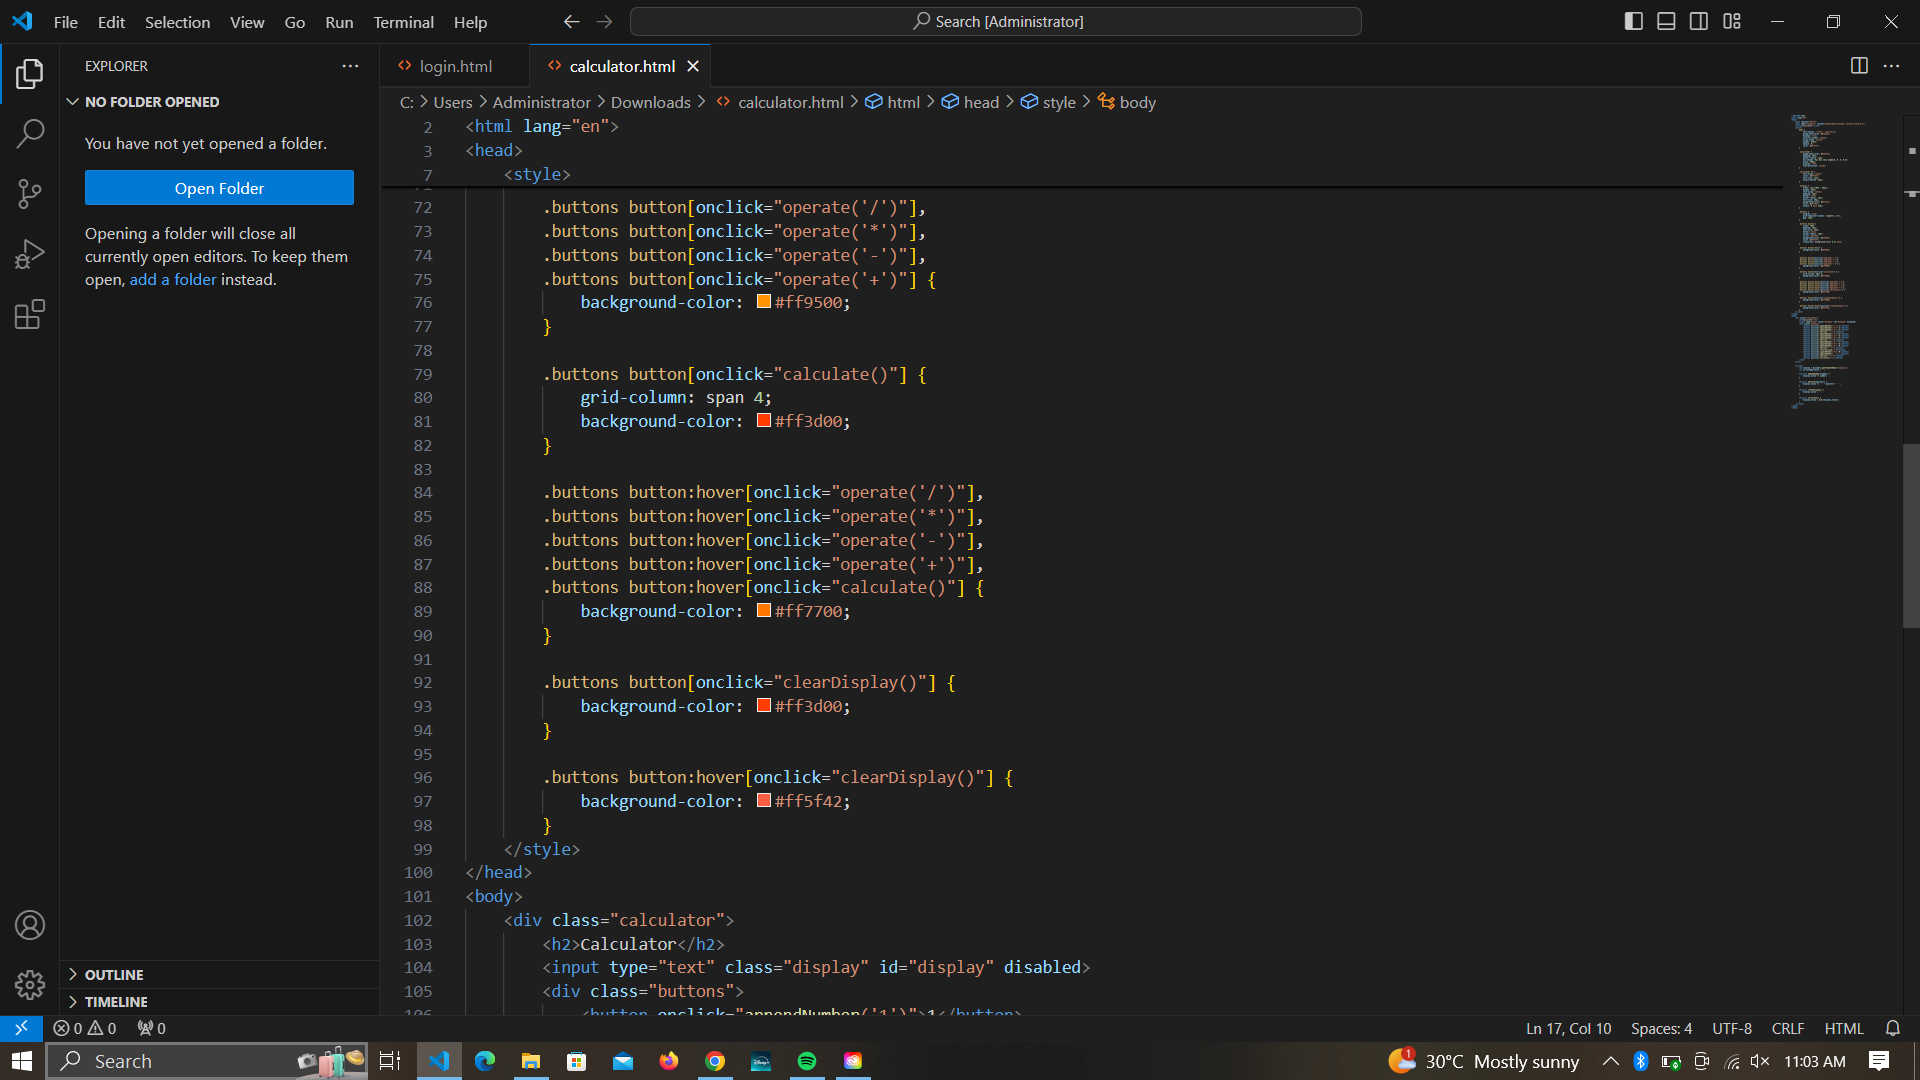 File Edit Selection View Go Run Terminal Help
Search [Administrator]
EXPLORER
NO FOLDER OPENED
You have not yet opened a folder.
Open Folder
Opening a folder will close all
currently open editors. To keep them
open, add a folder instead.
OUTLINE
TIMELINE
login.html
calculator.html
C: > Users > Administrator > Downloads > calculator.html > html > head > style > body
2 <html lang="en">
3 <head>
7 <style>
72 .buttons button[onclick="operate('/')"],
73 .buttons button[onclick="operate('*')"],
74 .buttons button[onclick="operate('-')"],
75 .buttons button[onclick="operate('+')"] {
76 background-color: #ff9500;
77 }
78
79 .buttons button[onclick="calculate()"] {
80 grid-column: span 4;
81 background-color: #ff3d00;
82 }
83
84 .buttons button:hover[onclick="operate('/')"],
85 .buttons button:hover[onclick="operate('*')"],
86 .buttons button:hover[onclick="operate('-')"],
87 .buttons button:hover[onclick="operate('+')"],
88 .buttons button:hover[onclick="calculate()"] {
89 background-color: #ff7700;
90 }
91
92 .buttons button[onclick="clearDisplay()"] {
93 background-color: #ff3d00;
94 }
95
96 .buttons button:hover[onclick="clearDisplay()"] {
97 background-color: #ff5f42;
98 }
99 </style>
100 </head>
101 <body>
102 <div class="calculator">
103 <h2>Calculator</h2>
104 <input type="text" class="display" id="display" disabled>
105 <div class="buttons">
106 <button onclick="appendNumber('1')">1</button>
0 0 0
Ln 17, Col 10 Spaces: 4 UTF-8 CRLF HTML
Search
1 30°C Mostly sunny
11:03 AM